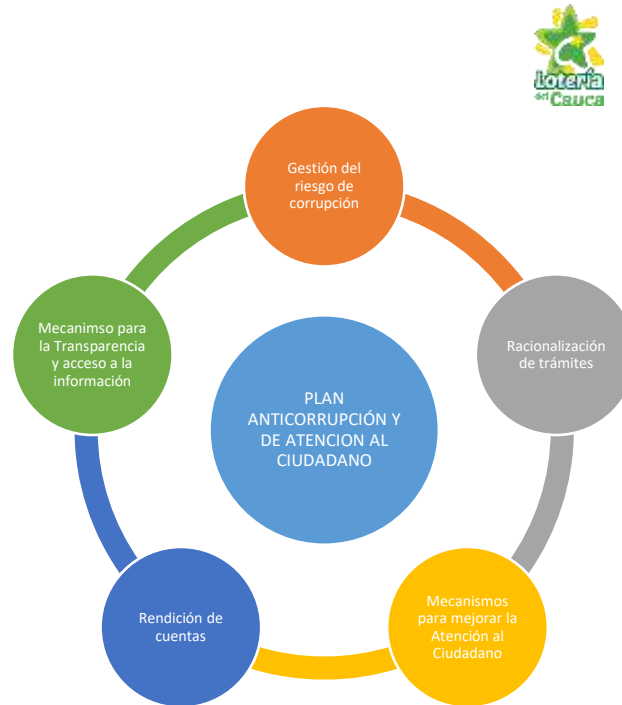 Lotería
del Cauca
Gestión del
riesgo de
corrupción
Mecanimso para
la Transparencia
y acceso a la
información
Racionalización
de trámites
PLAN
ANTICORRUPCIÓN Y
DE ATENCION AL
CIUDADANO
Rendición de
cuentas
Mecanismos
para mejorar la
Atención al
Ciudadano